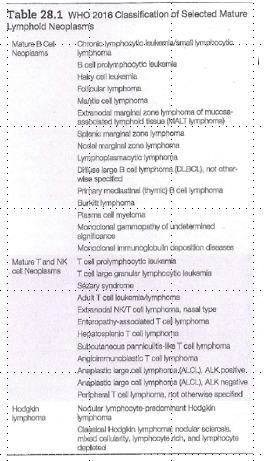 Table 28.1 WHO 2016 Classification of Selected Mature
Lymphoid Neoplasms
Mature B Cell Chronic lymphocytic leukemia/small lymphocytic
Neoplasms lymphoma
B cell prolymphocytic leukemia
Hairy cell leukemia
Follicular lymphoma
Mantle cell lymphoma
Extranodal marginal zone lymphoma of mucosa-
associated lymphoid tissue (MALT lymphoma)
Splenic marginal zone lymphoma
Nodal marginal zone lymphoma
Lymphoplasmacytic lymphoma
Diffuse large B cell lymphoma (DLBCL), not other-
wise specified
Primary mediastinal (thymic) B cell lymphoma
Burkitt lymphoma
Plasma cell myeloma
Monoclonal gammopathy of undetermined
significance
Monoclonal immunoglobulin deposition diseases
Mature T and NK T cell prolymphocytic leukemia
cell Neoplasms T cell large granular lymphocytic leukemia
Sézary syndrome
Adult T cell leukemia/lymphoma
Extranodal NK/T cell lymphoma, nasal type
Enteropathy-associated T cell lymphoma
Hepatosplenic T cell lymphoma
Subcutaneous panniculitis-like T cell lymphoma
Angioimmunoblastic T cell lymphoma
Anaplastic large cell lymphoma (ALCL), ALK positive
Anaplastic large cell lymphoma (ALCL), ALK negative
Peripheral T cell lymphoma, not otherwise specified
Hodgkin Nodular lymphocyte-predominant Hodgkin
lymphoma lymphoma
Classical Hodgkin lymphoma: nodular sclerosis,
mixed cellularity, lymphocyte rich, and lymphocyte
depleted